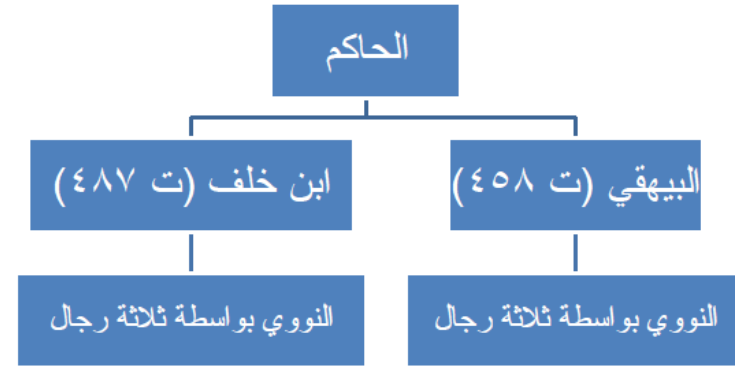 الحاكم
البيهقي (ت ٤٥٨)
ابن خلف (ت ٤٨٧)
النووي بواسطة ثلاثة رجال
النووي بواسطة ثلاثة رجال